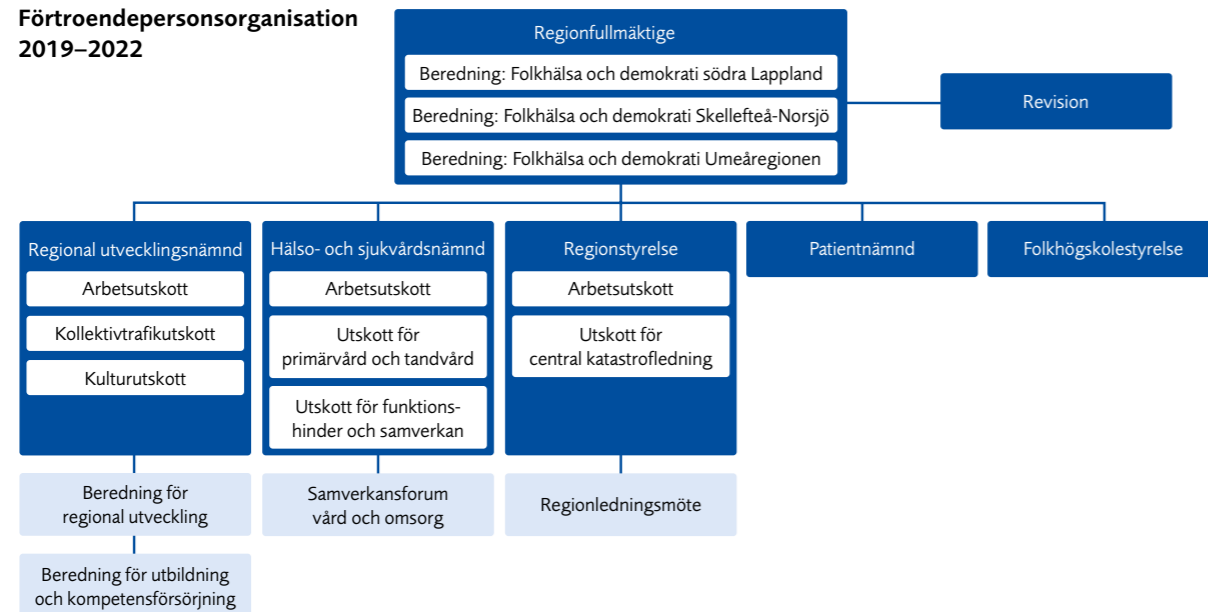 Förtroendepersonsorganisation
2019–2022
Regionfullmäktige
Beredning: Folkhälsa och demokrati södra Lappland
Beredning: Folkhälsa och demokrati Skellefteå-Norsjö
Beredning: Folkhälsa och demokrati Umeåregionen
Revision
Regional utvecklingsnämnd
Arbetsutskott
Kollektivtrafikutskott
Kulturutskott
Hälso- och sjukvårdsnämnd
Arbetsutskott
Utskott för
primärvård och tandvård
Utskott för funktions-
hinder och samverkan
Regionstyrelse
Arbetsutskott
Utskott för
central katastrofledning
Patientnämnd
Folkhögskolestyrelse
Beredning för
regional utveckling
Samverkansforum
vård och omsorg
Regionledningsmöte
Beredning för utbildning
och kompetensförsörjning